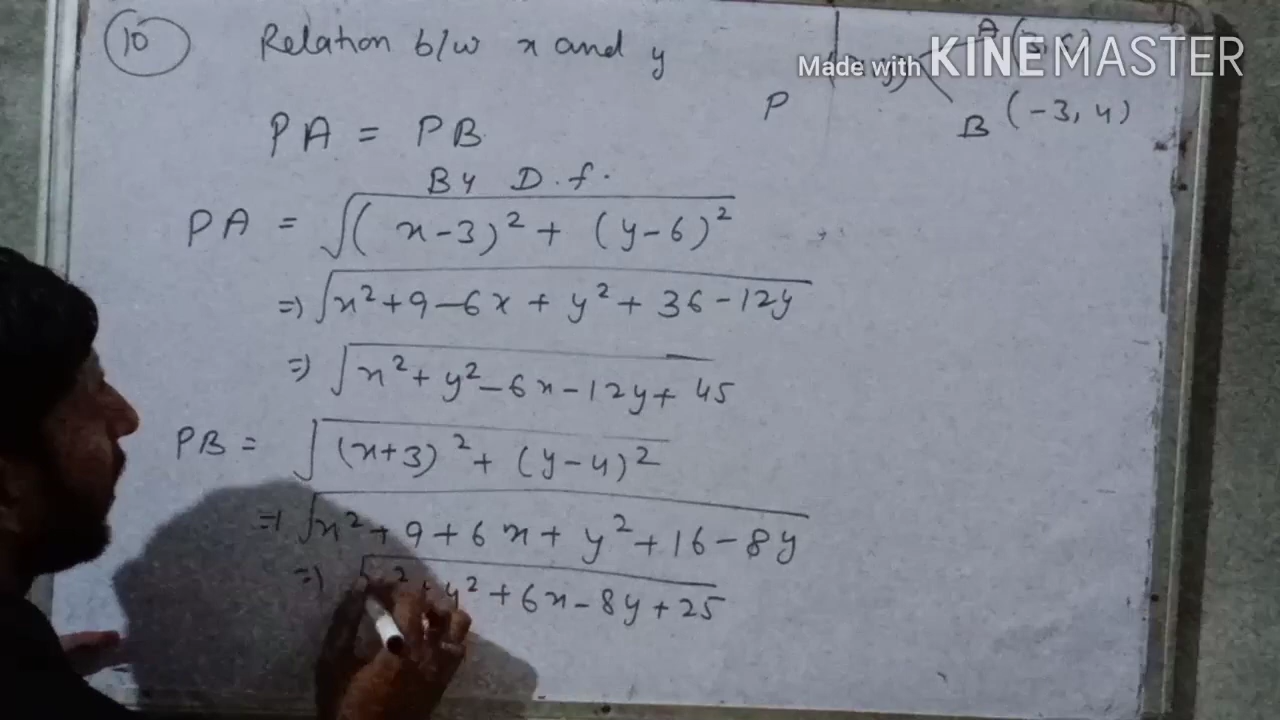 10 Relation b/w x and y
Made with KINEMASTER
P
B (-3, 4)
PA = PB
By D.f.
PA = √(x-3)² + (y-6)²
⇒ √x²+9-6x + y² + 36-12y
⇒ √x² + y² - 6x - 12y + 45
PB = √(x+3)² + (y-4)²
⇒ √x² + 9 + 6x + y² + 16 - 8y
⇒ √x² + y² + 6x - 8y + 25